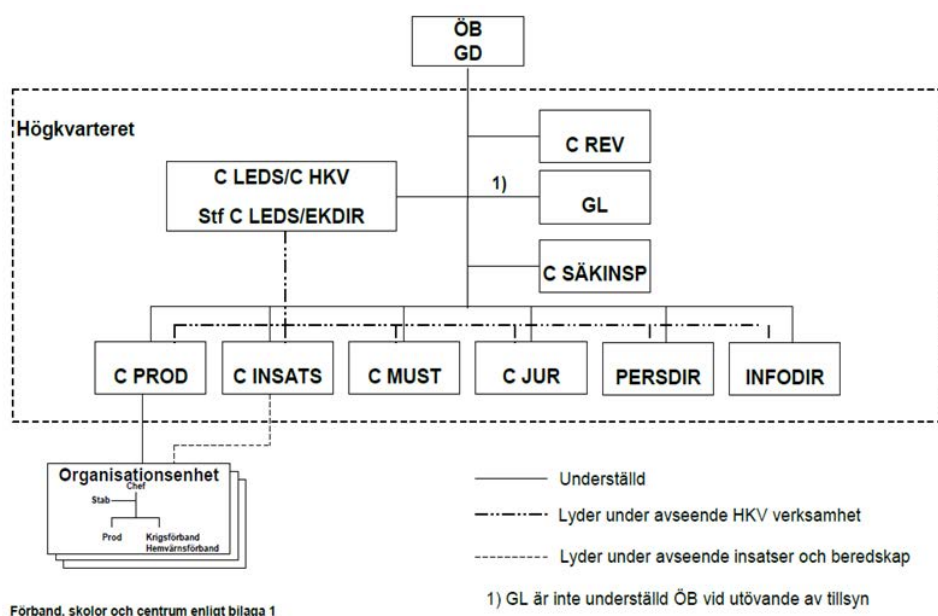 ÖB
GD
Högkvarteret
C REV
C LEDS/C HKV
Stf C LEDS/EKDIR
1)
GL
C SÄKINSP
C PROD
C INSATS
C MUST
C JUR
PERSDIR
INFODIR
Organisationsenhet
Chef
Stab
Prod
Krigsförband
Hemvärnsförband
Underställd
Lyder under avseende HKV verksamhet
Lyder under avseende insatser och beredskap
1) GL är inte underställd ÖB vid utövande av tillsyn
Förband, skolor och centrum enligt bilaga 1